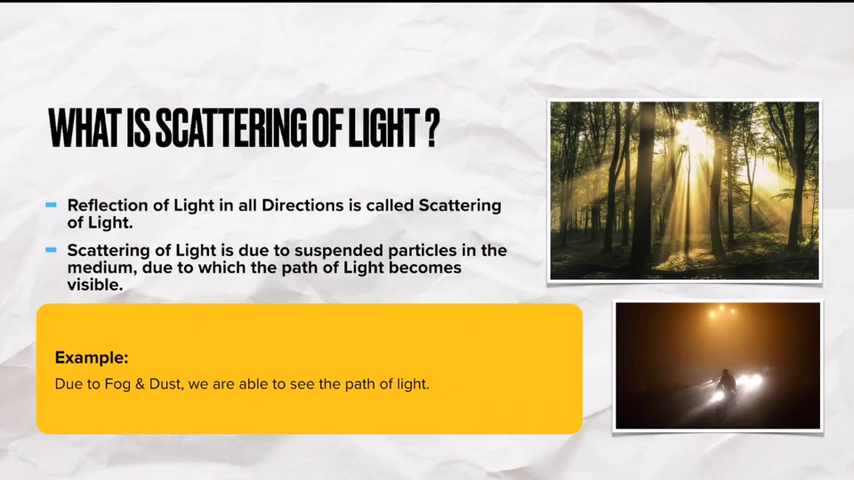 WHAT IS SCATTERING OF LIGHT ?
Reflection of Light in all Directions is called Scattering
of Light.
Scattering of Light is due to suspended particles in the
medium, due to which the path of Light becomes
visible.
Example:
Due to Fog & Dust, we are able to see the path of light.